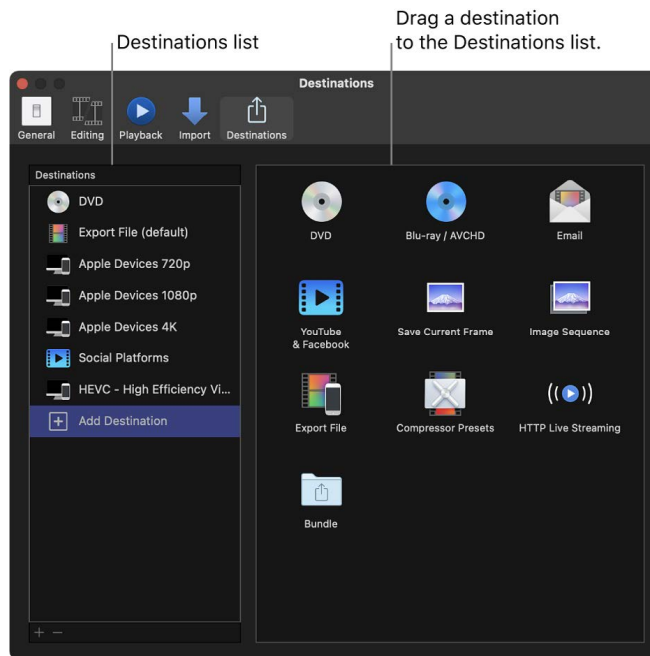 Destinations list
Drag a destination
to the Destinations list.
Destinations
General
Editing
Playback
Import
Destinations
Destinations
DVD
Export File (default)
Apple Devices 720p
Apple Devices 1080p
Apple Devices 4K
Social Platforms
HEVC - High Efficiency Vi...
Add Destination
DVD
Blu-ray / AVCHD
Email
YouTube
& Facebook
Save Current Frame
Image Sequence
Export File
Compressor Presets
HTTP Live Streaming
Bundle